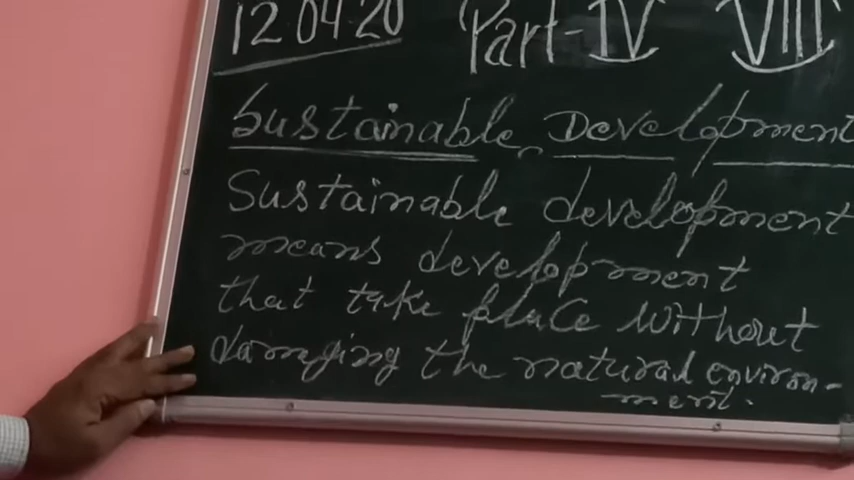 12.04.20 Part-IV VIII
Sustainable Development
Sustainable development
means development
that take place without
damging the natural environ-
ment.